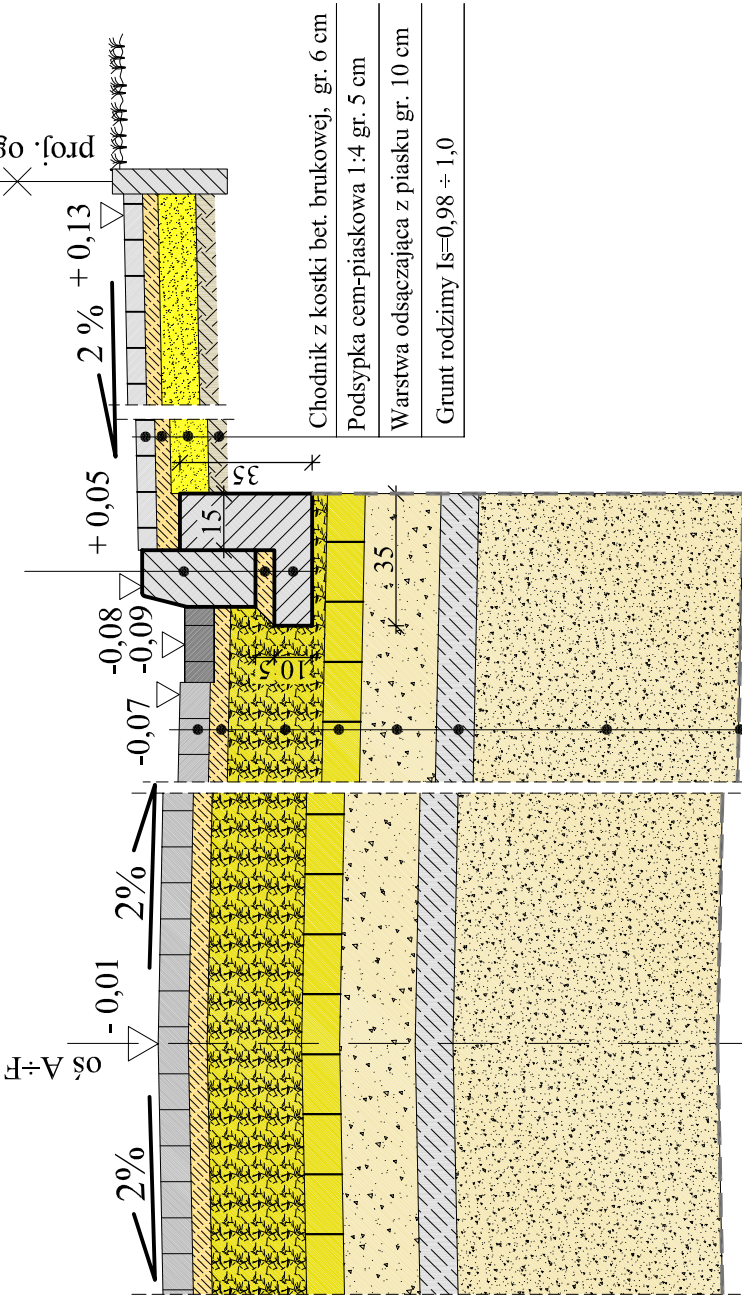 proj. og
+ 0,13
2 %
+ 0,05
-0,08
-0,09
-0,07
2%
- 0,01
oś A÷F
2%
35
15
10
5
35
Chodnik z kostki bet. brukowej, gr. 6 cm
Podsypka cem-piaskowa 1:4 gr. 5 cm
Warstwa odsączająca z piasku gr. 10 cm
Grunt rodzimy Is=0,98 ÷ 1,0